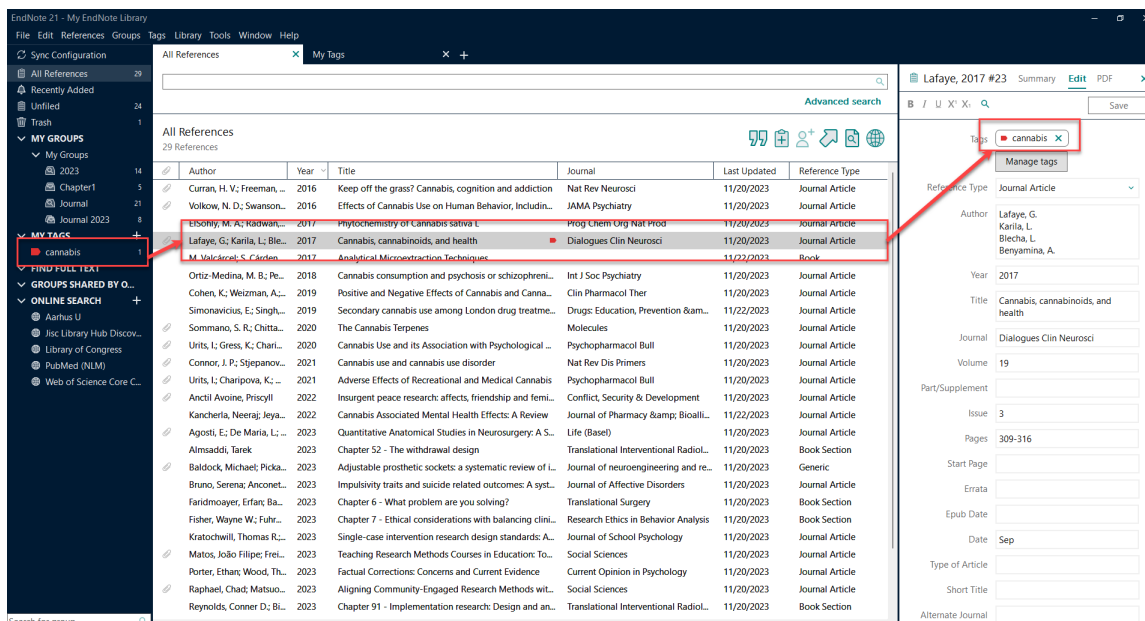 EndNote 21 - My EndNote Library
File Edit References Groups Tags Library Tools Window Help
Sync Configuration
All References 29
Recently Added
Unfiled 24
Trash 1
MY GROUPS
My Groups
2023 14
Chapter1 5
Journal 21
Journal 2023 8
MY TAGS +
cannabis 1
FIND FULL TEXT
GROUPS SHARED BY O...
ONLINE SEARCH +
Aarhus U
Jisc Library Hub Discov...
Library of Congress
PubMed (NLM)
Web of Science Core C...
Search for group
All References × My Tags × +
Advanced search
All References
29 References
Author Year Title Journal Last Updated Reference Type
Curran, H. V.; Freeman, ... 2016 Keep off the grass? Cannabis, cognition and addiction Nat Rev Neurosci 11/20/2023 Journal Article
Volkow, N. D.; Swanson... 2016 Effects of Cannabis Use on Human Behavior, Includin... JAMA Psychiatry 11/20/2023 Journal Article
ElSohly, M. A.; Radwan,... 2017 Phytochemistry of Cannabis sativa L Prog Chem Org Nat Prod 11/20/2023 Journal Article
Lafaye, G.; Karila, L.; Ble... 2017 Cannabis, cannabinoids, and health Dialogues Clin Neurosci 11/20/2023 Journal Article
M. Valcárcel; S. Cárden... 2017 Analytical Microextraction Techniques 11/22/2023 Book
Ortiz-Medina, M. B.; Pe... 2018 Cannabis consumption and psychosis or schizophreni... Int J Soc Psychiatry 11/20/2023 Journal Article
Cohen, K.; Weizman, A.;... 2019 Positive and Negative Effects of Cannabis and Canna... Clin Pharmacol Ther 11/20/2023 Journal Article
Simonavicius, E.; Singh,... 2019 Secondary cannabis use among London drug treatme... Drugs: Education, Prevention &am... 11/22/2023 Journal Article
Sommano, S. R.; Chitta... 2020 The Cannabis Terpenes Molecules 11/20/2023 Journal Article
Urits, I.; Gress, K.; Chari... 2020 Cannabis Use and its Association with Psychological ... Psychopharmacol Bull 11/20/2023 Journal Article
Connor, J. P.; Stjepanov... 2021 Cannabis use and cannabis use disorder Nat Rev Dis Primers 11/20/2023 Journal Article
Urits, I.; Charipova, K.; ... 2021 Adverse Effects of Recreational and Medical Cannabis Psychopharmacol Bull 11/20/2023 Journal Article
Anctil Avoine, Priscyll 2022 Insurgent peace research: affects, friendship and femi... Conflict, Security & Development 11/20/2023 Journal Article
Kancherla, Neeraj; Jeya... 2022 Cannabis Associated Mental Health Effects: A Review Journal of Pharmacy &amp; Bioalli... 11/22/2023 Journal Article
Agosti, E.; De Maria, L.; ... 2023 Quantitative Anatomical Studies in Neurosurgery: A S... Life (Basel) 11/20/2023 Journal Article
Almsaddi, Tarek 2023 Chapter 52 - The withdrawal design Translational Interventional Radiol... 11/20/2023 Book Section
Baldock, Michael; Picka... 2023 Adjustable prosthetic sockets: a systematic review of i... Journal of neuroengineering and re... 11/20/2023 Generic
Bruno, Serena; Anconet... 2023 Impulsivity traits and suicide related outcomes: A syst... Journal of Affective Disorders 11/20/2023 Journal Article
Faridmoayer, Erfan; Ba... 2023 Chapter 6 - What problem are you solving? Translational Surgery 11/20/2023 Book Section
Fisher, Wayne W.; Fuhr... 2023 Chapter 7 - Ethical considerations with balancing clini... Research Ethics in Behavior Analysis 11/20/2023 Book Section
Kratochwill, Thomas R.;... 2023 Single-case intervention research design standards: A... Journal of School Psychology 11/20/2023 Journal Article
Matos, João Filipe; Frei... 2023 Teaching Research Methods Courses in Education: To... Social Sciences 11/20/2023 Journal Article
Porter, Ethan; Wood, Th... 2023 Factual Corrections: Concerns and Current Evidence Current Opinion in Psychology 11/20/2023 Journal Article
Raphael, Chad; Matsuo... 2023 Aligning Community-Engaged Research Methods wit... Social Sciences 11/20/2023 Journal Article
Reynolds, Conner D.; Bi... 2023 Chapter 91 - Implementation research: Design and an... Translational Interventional Radiol... 11/20/2023 Book Section
Lafaye, 2017 #23 Summary Edit PDF
B I U X¹ X₁ Save
Tags cannabis ×
Manage tags
Reference Type Journal Article
Author Lafaye, G.
Karila, L.
Blecha, L.
Benyamina, A.
Year 2017
Title Cannabis, cannabinoids, and
health
Journal Dialogues Clin Neurosci
Volume 19
Part/Supplement
Issue 3
Pages 309-316
Start Page
Errata
Epub Date
Date Sep
Type of Article
Short Title
Alternate Journal